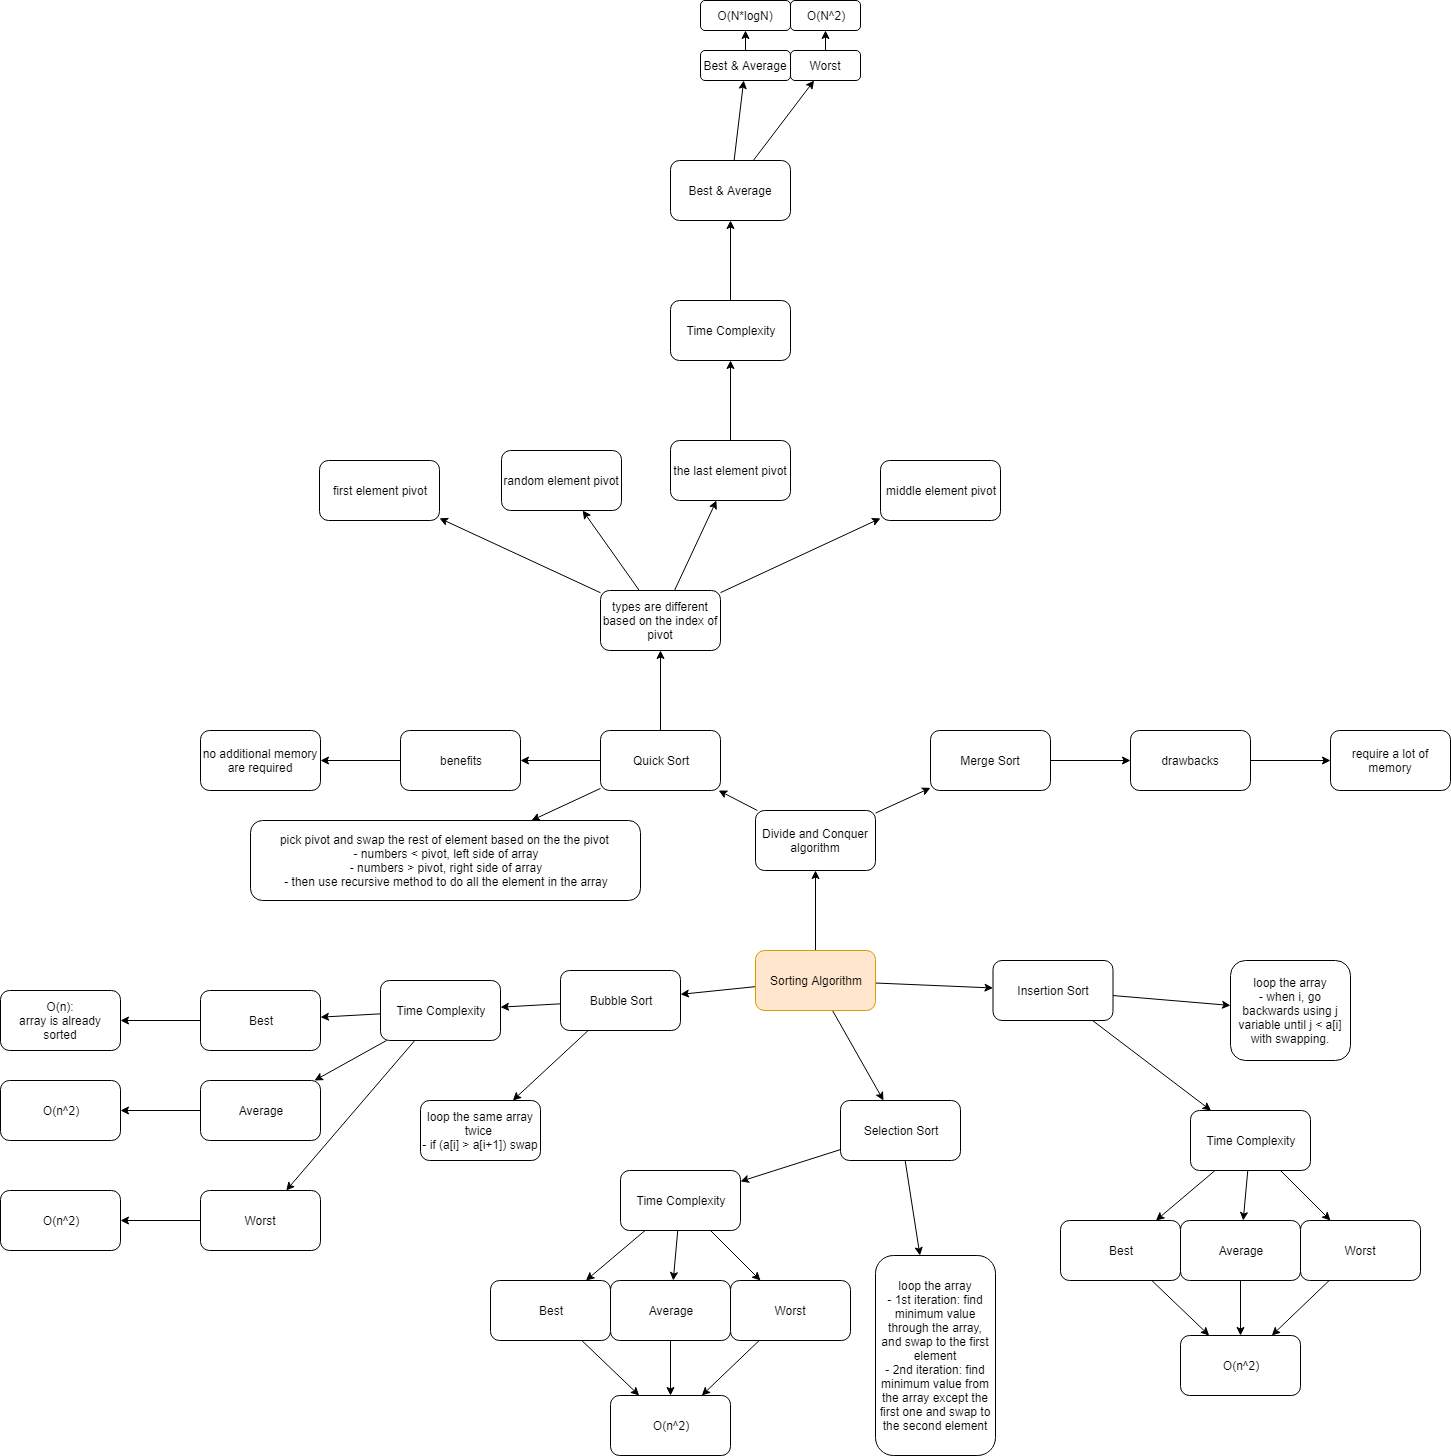 O(N*logN)
O(N^2)
Best & Average
Worst
Best & Average
Time Complexity
first element pivot
random element pivot
the last element pivot
middle element pivot
types are different
based on the index of
pivot
no additional memory
are required
benefits
Quick Sort
Merge Sort
drawbacks
require a lot of
memory
Divide and Conquer
algorithm
pick pivot and swap the rest of element based on the the pivot
- numbers < pivot, left side of array
- numbers > pivot, right side of array
- then use recursive method to do all the element in the array
Sorting Algorithm
Bubble Sort
Time Complexity
Best
O(n):
array is already
sorted
Average
O(n^2)
Worst
O(n^2)
loop the same array
twice
- if (a[i] > a[i+1]) swap
Insertion Sort
loop the array
- when i, go
backwards using j
variable until j < a[i]
with swapping.
Time Complexity
Best
Average
Worst
O(n^2)
Selection Sort
Time Complexity
Best
Average
Worst
O(n^2)
loop the array
- 1st iteration: find
minimum value
through the array,
and swap to the first
element
- 2nd iteration: find
minimum value from
the array except the
first one and swap to
the second element